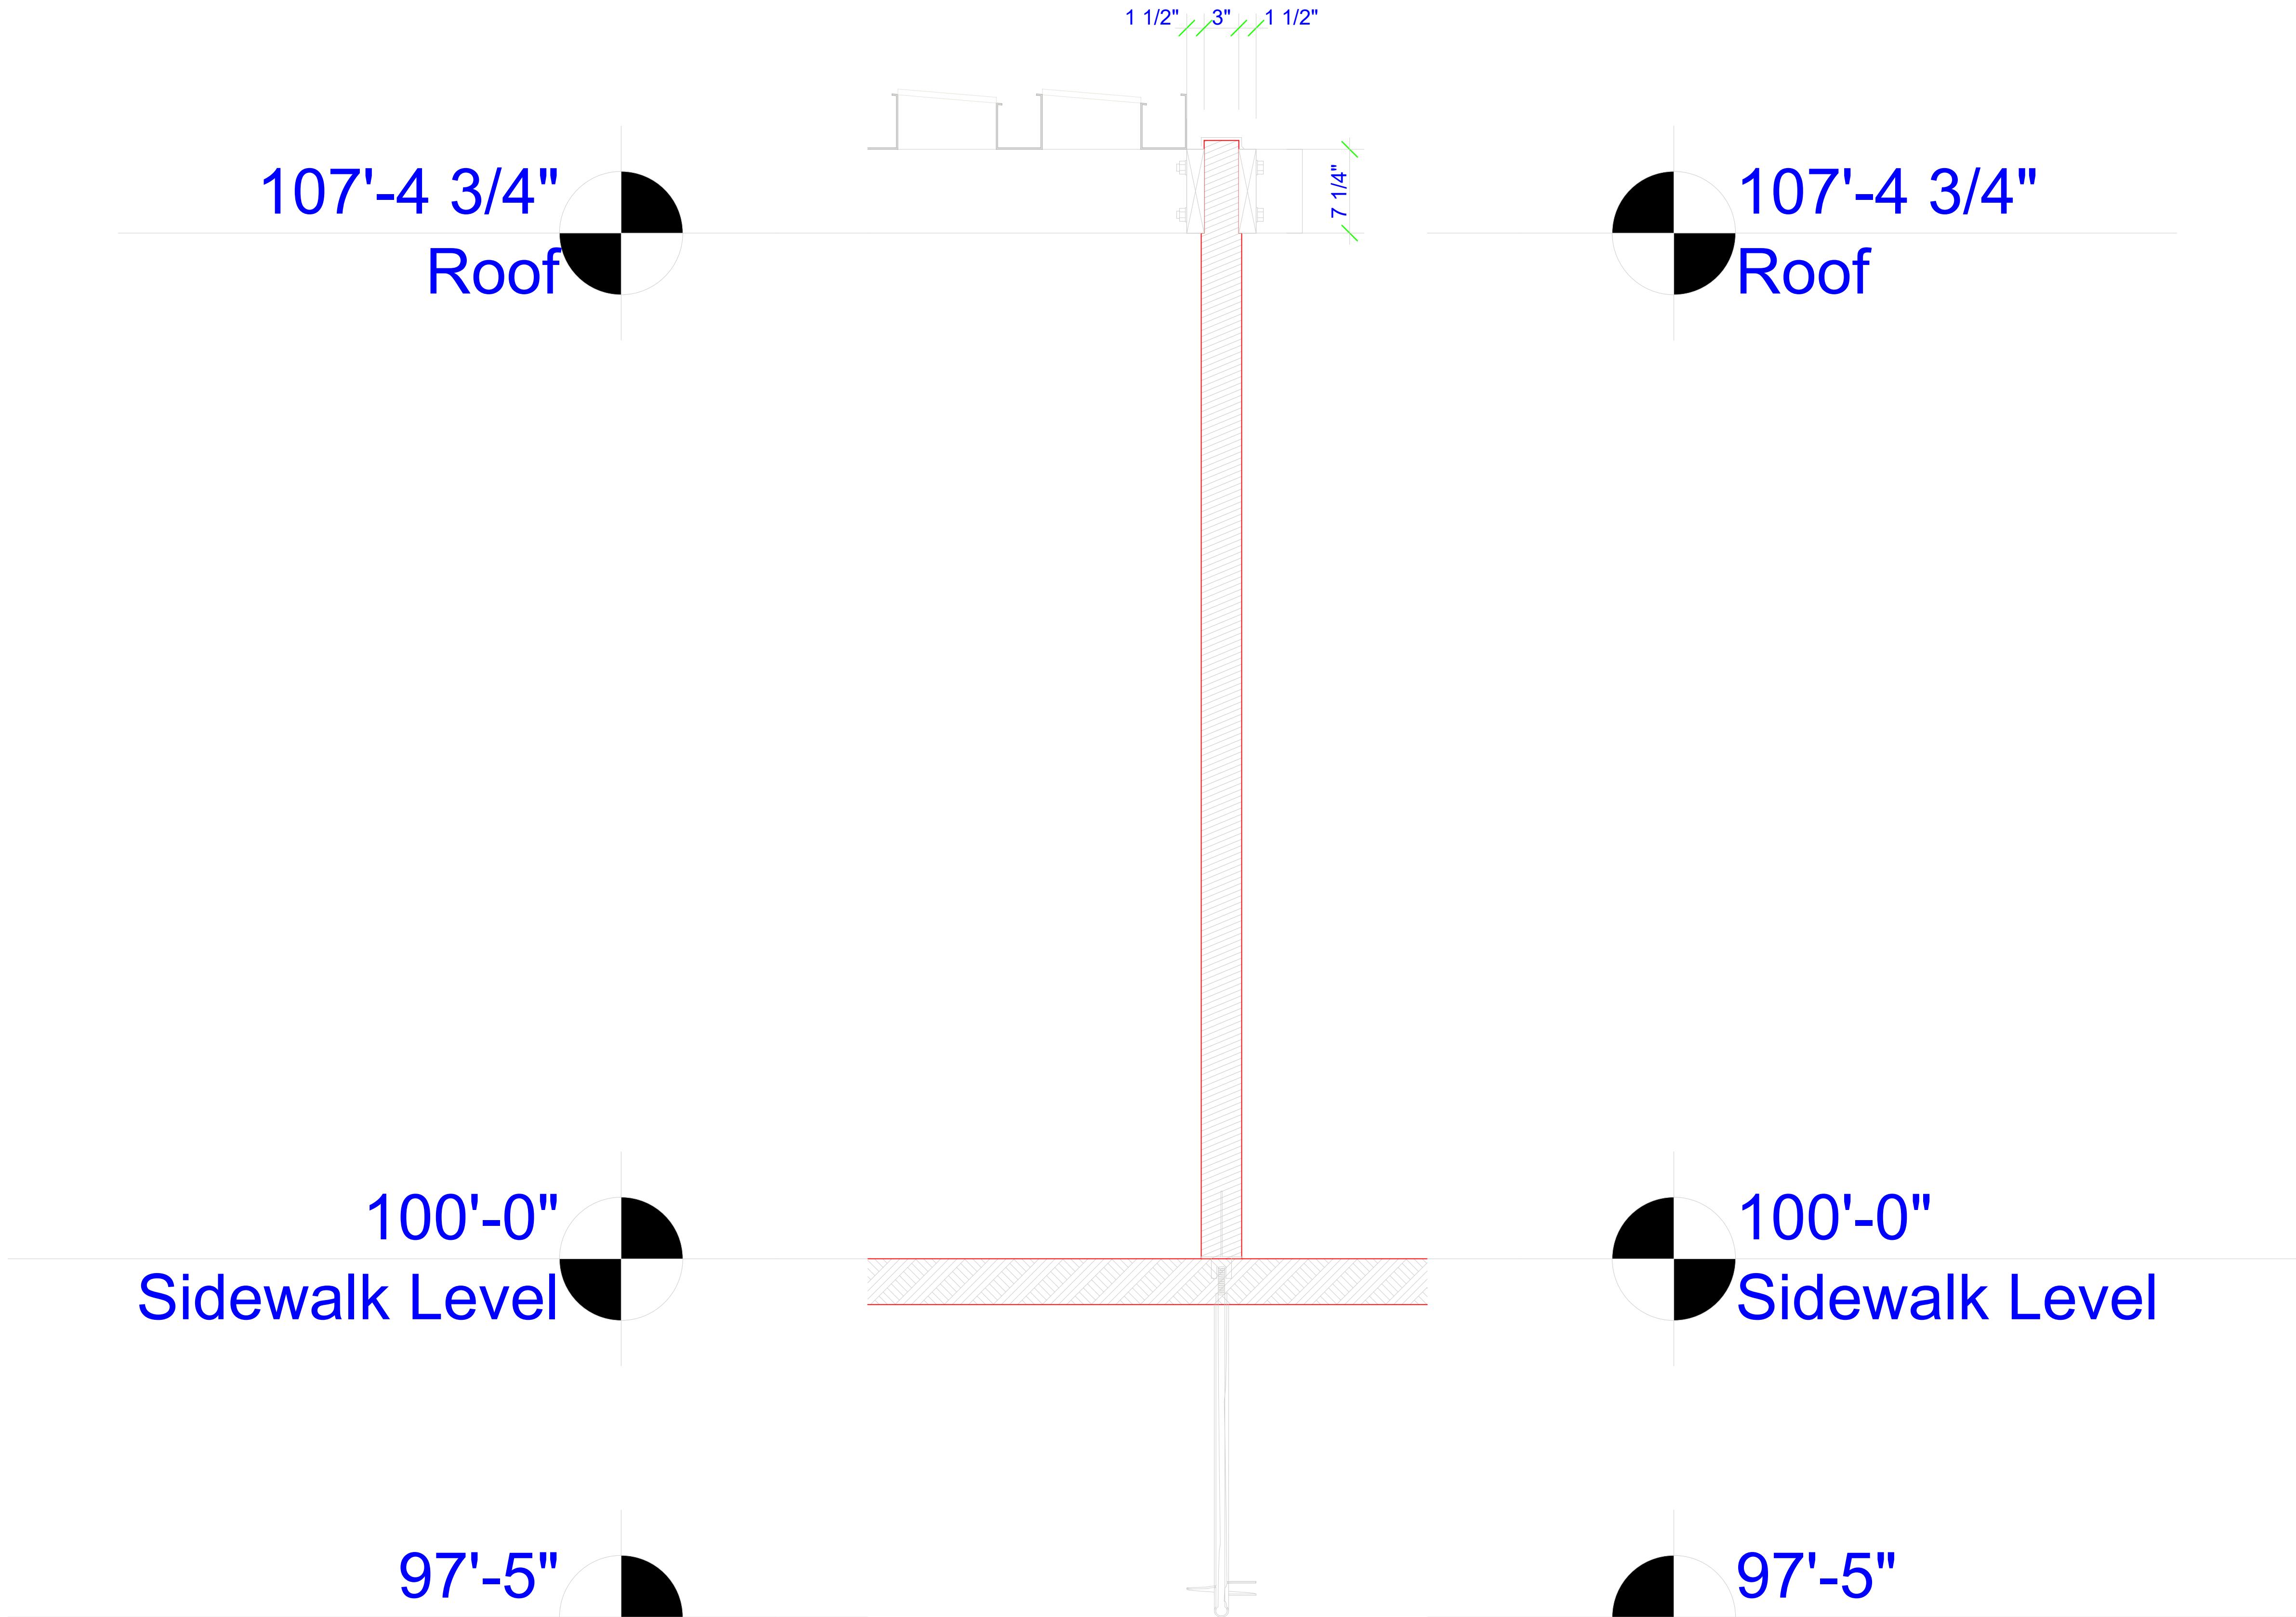 1 1/2" 3" 1 1/2"
7 1/4"
107'-4 3/4"
Roof
107'-4 3/4"
Roof
100'-0"
Sidewalk Level
100'-0"
Sidewalk Level
97'-5"
97'-5"